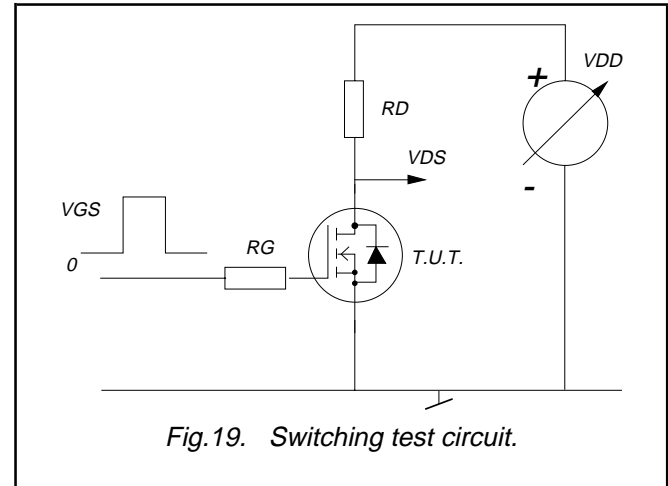 +
VDD
RD
VDS
-
VGS
RG
T.U.T.
0
Fig.19. Switching test circuit.